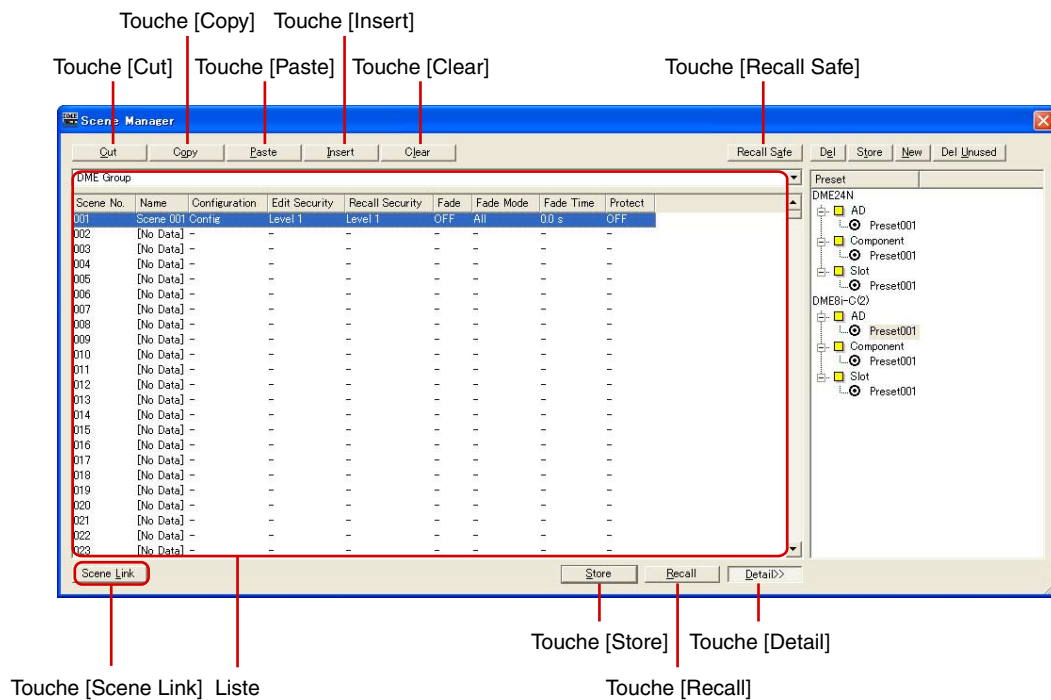 Touche [Copy] Touche [Insert]
Touche [Cut] Touche [Paste] Touche [Clear] Touche [Recall Safe]
Scene Manager
Cut Copy Paste Insert Clear Recall Safe Del Store New Del Unused
DME Group
Preset
Scene No. Name Configuration Edit Security Recall Security Fade Fade Mode Fade Time Protect
001 Scene 001 Config Level 1 Level 1 OFF All 0.0 s OFF
002 [No Data] - - - - - - -
003 [No Data] - - - - - - -
004 [No Data] - - - - - - -
005 [No Data] - - - - - - -
006 [No Data] - - - - - - -
007 [No Data] - - - - - - -
008 [No Data] - - - - - - -
009 [No Data] - - - - - - -
010 [No Data] - - - - - - -
011 [No Data] - - - - - - -
012 [No Data] - - - - - - -
013 [No Data] - - - - - - -
014 [No Data] - - - - - - -
015 [No Data] - - - - - - -
016 [No Data] - - - - - - -
017 [No Data] - - - - - - -
018 [No Data] - - - - - - -
019 [No Data] - - - - - - -
020 [No Data] - - - - - - -
021 [No Data] - - - - - - -
022 [No Data] - - - - - - -
023 [No Data] - - - - - - -
DME24N
AD
Preset001
Component
Preset001
Slot
Preset001
DME8i-C(2)
AD
Preset001
Component
Preset001
Slot
Preset001
Scene Link Store Recall Detail>>
Touche [Store] Touche [Detail]
Touche [Scene Link] Liste Touche [Recall]